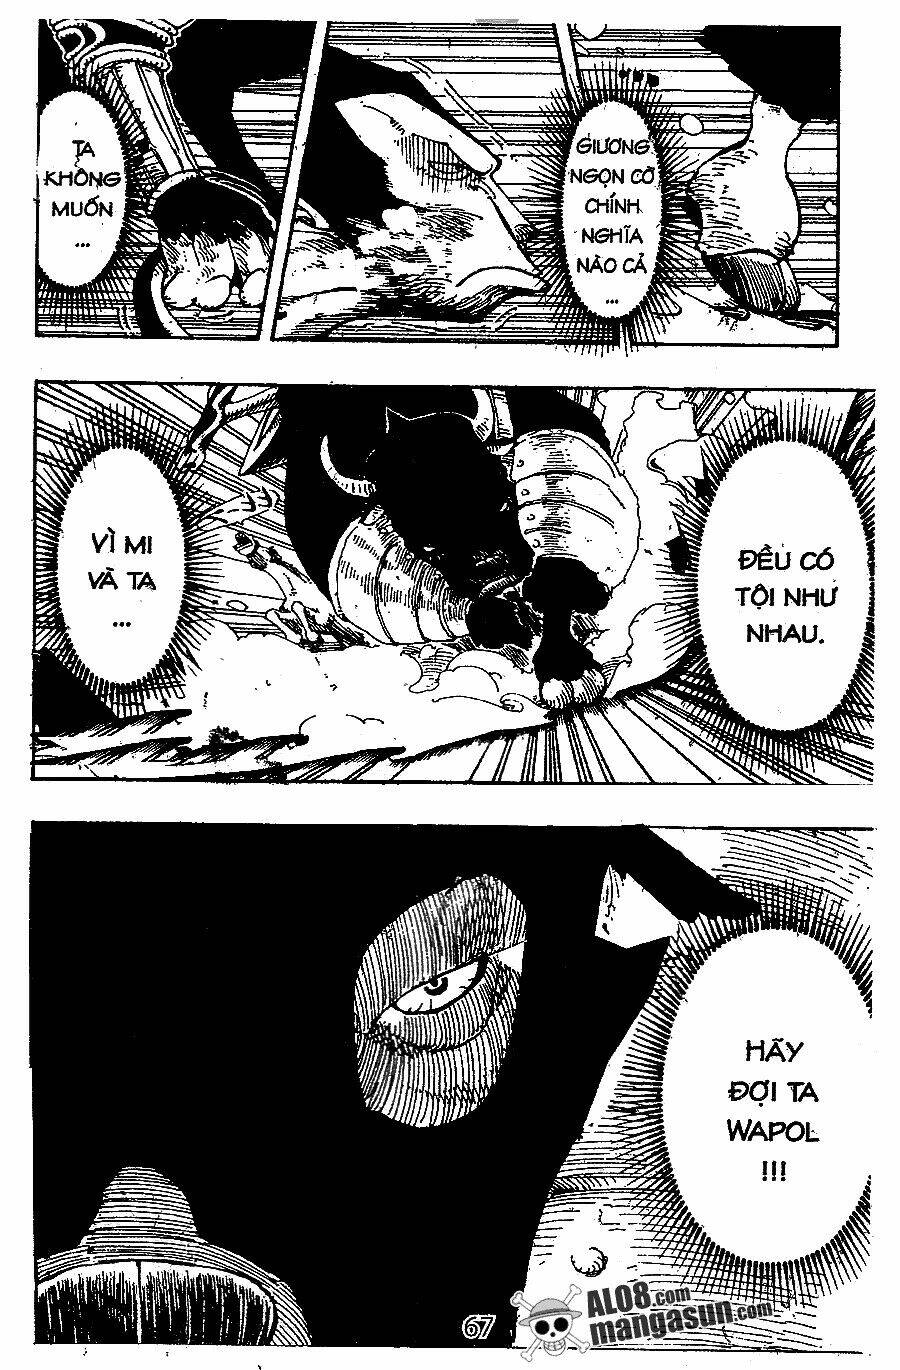 TA
KHÔNG
MUỐN
...
GIƯƠNG
NGỌN CỜ
CHÍNH
NGHĨA
NÀO CẢ
...
VÌ MI
VÀ TA
...
ĐỀU CÓ
TỘI NHƯ
NHAU.
HÃY
ĐỢI TA
WAPOL
!!!
67
ALO8.com
mangasun.com